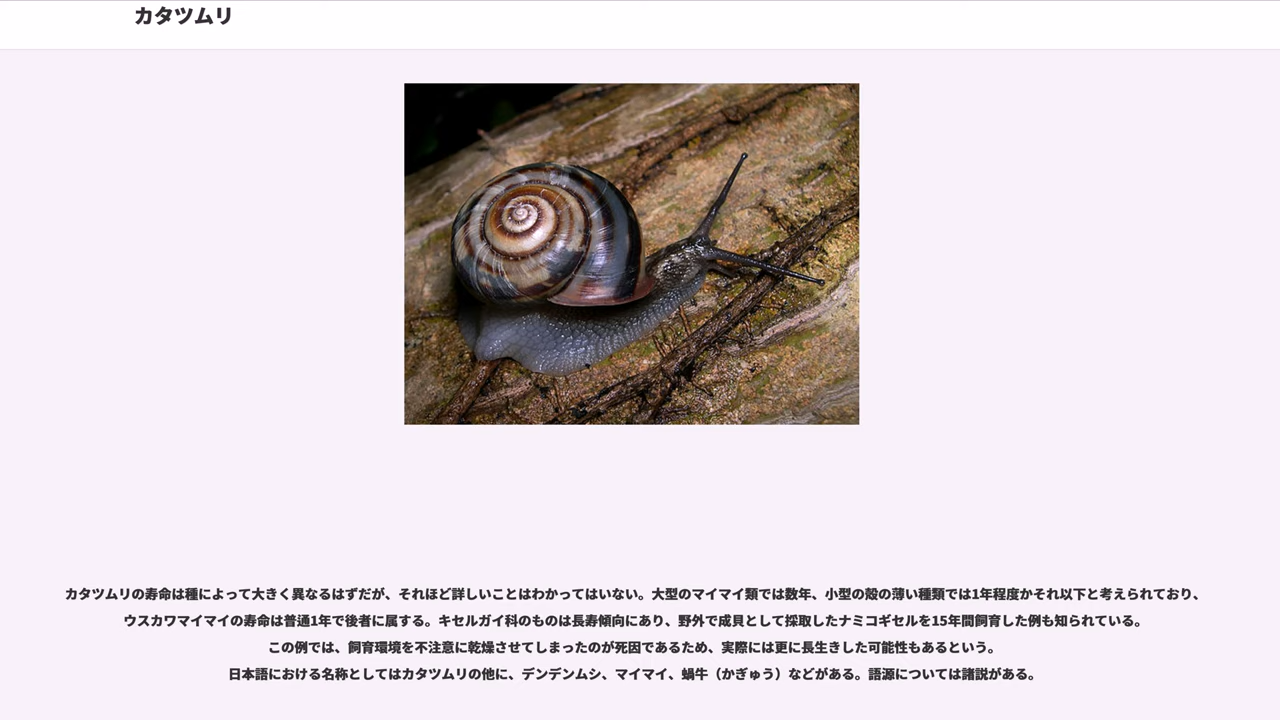 カタツムリ
カタツムリの寿命は種によって大きく異なるはずだが、それほど詳しいことはわかってはいない。大型のマイマイ類では数年、小型の殻の薄い種類では1年程度かそれ以下と考えられており、
ウスカワマイマイの寿命は普通1年で後者に属する。キセルガイ科のものは長寿傾向にあり、野外で成貝として採取したナミコギセルを15年間飼育した例も知られている。
この例では、飼育環境を不注意に乾燥させてしまったのが死因であるため、実際には更に長生きした可能性もあるという。
日本語における名称としてはカタツムリの他に、デンデンムシ、マイマイ、蝸牛（かぎゅう）などがある。語源については諸説がある。